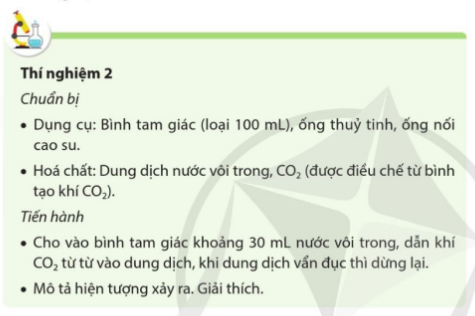 Thí nghiệm 2
Chuẩn bị
• Dụng cụ: Bình tam giác (loại 100 mL), ống thuỷ tinh, ống nối
cao su.
• Hoá chất: Dung dịch nước vôi trong, CO₂ (được điều chế từ bình
tạo khí CO₂).
Tiến hành
• Cho vào bình tam giác khoảng 30 mL nước vôi trong, dẫn khí
CO₂ từ từ vào dung dịch, khi dung dịch vẩn đục thì dừng lại.
• Mô tả hiện tượng xảy ra. Giải thích.